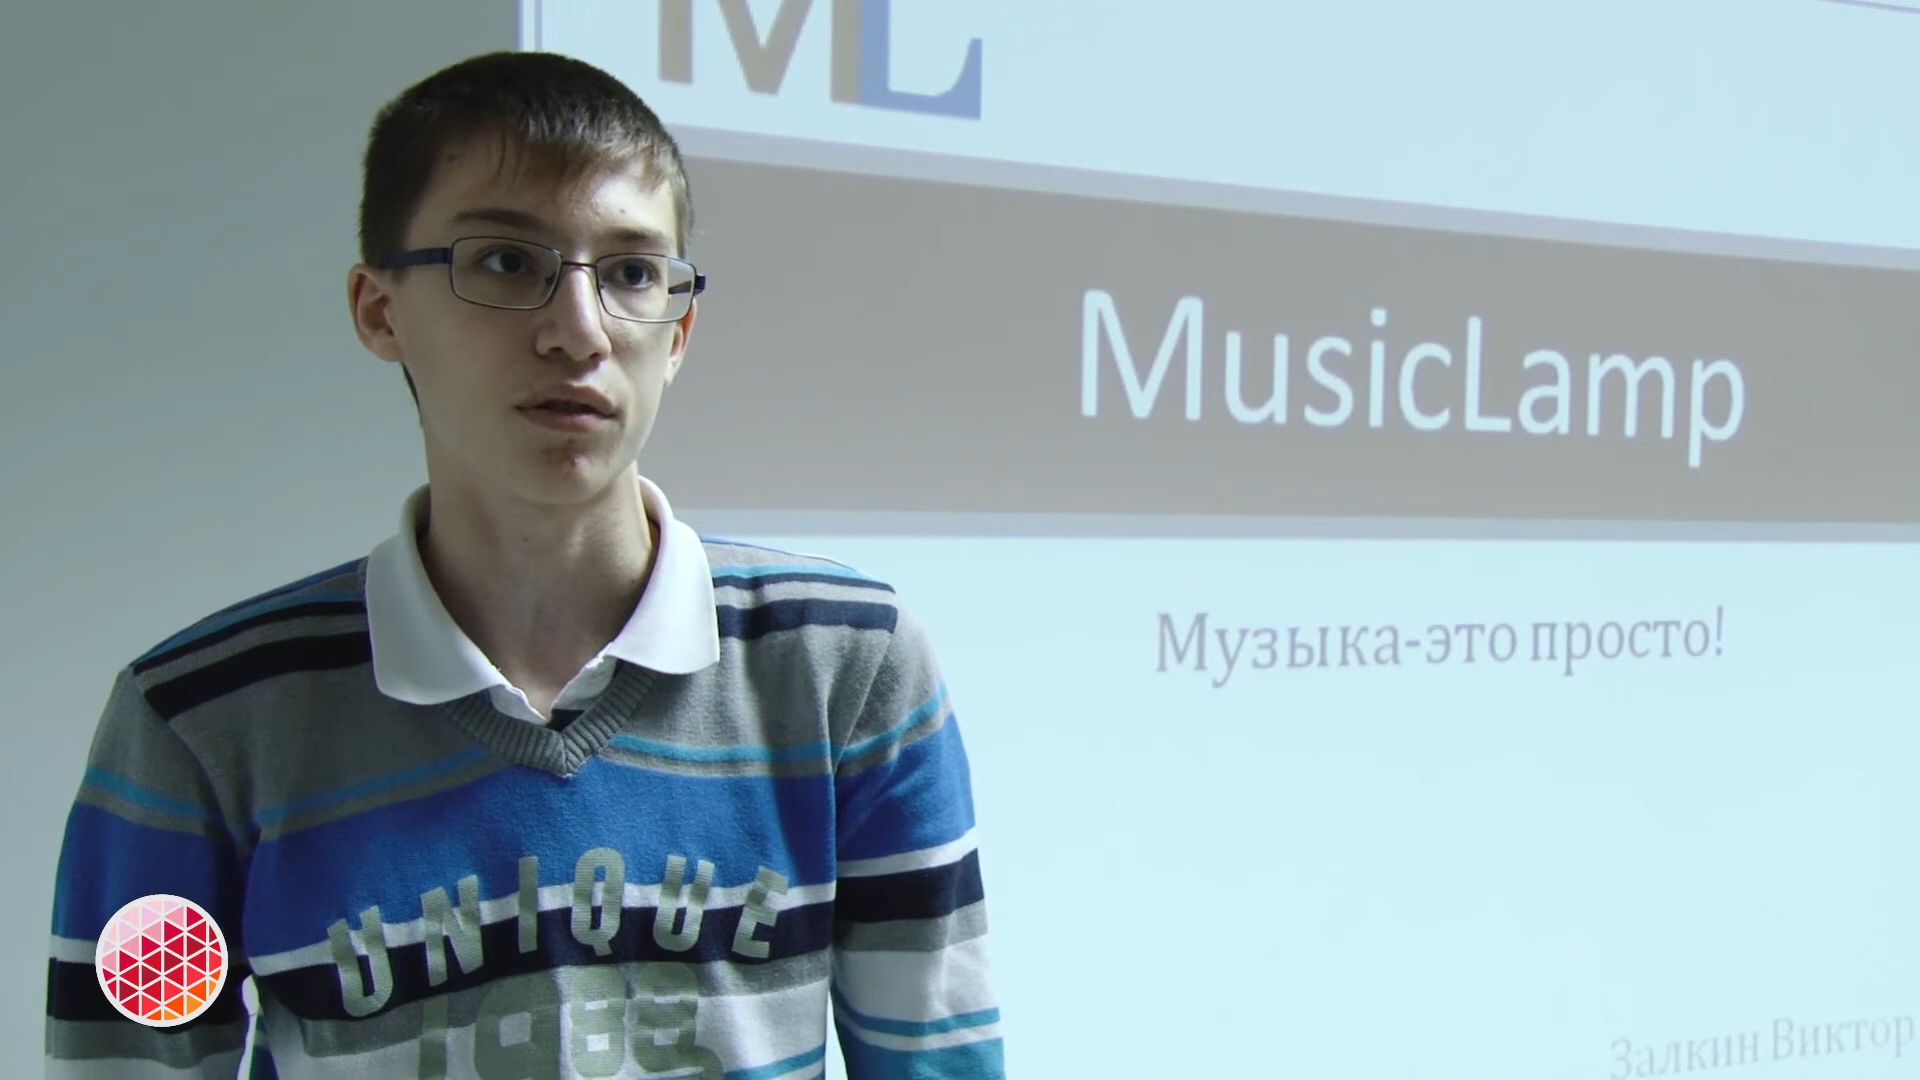 ML
MusicLamp
Музыка-это просто!
Залкин Виктор
UNIQUE